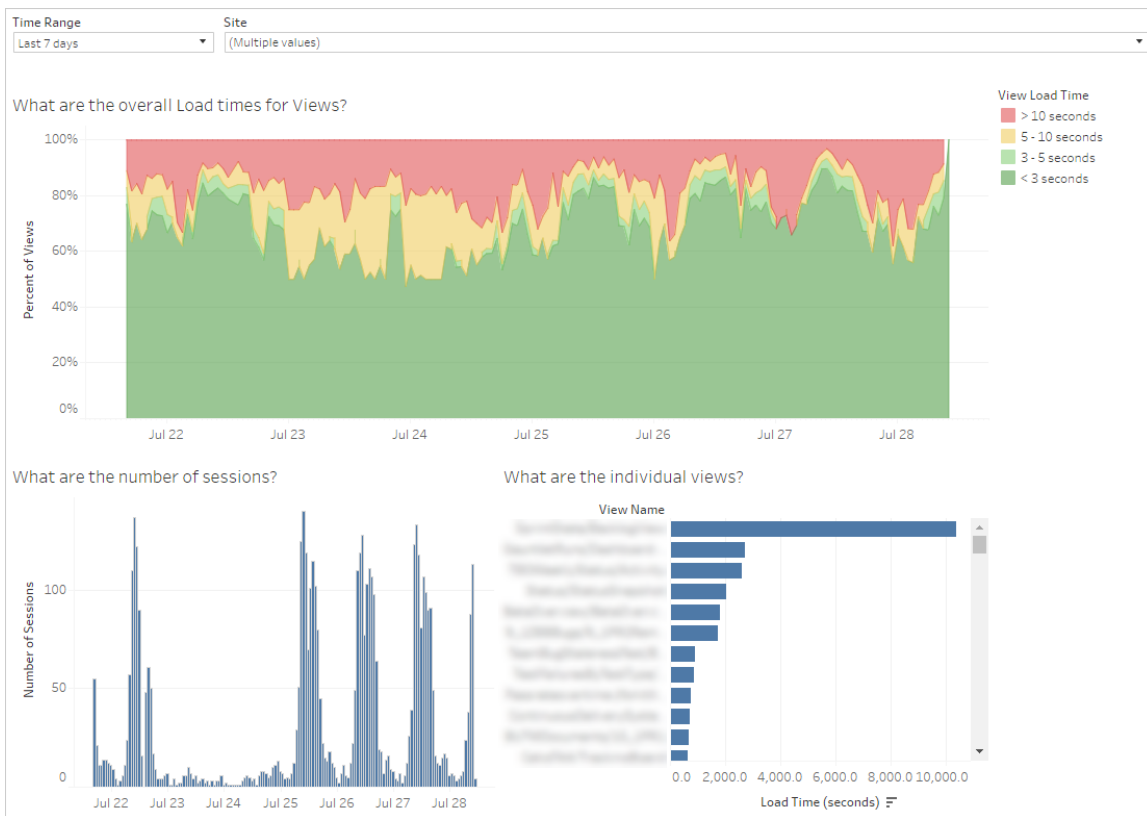 Time Range
Site
Last 7 days
(Multiple values)
What are the overall Load times for Views?
View Load Time
> 10 seconds
5 - 10 seconds
3 - 5 seconds
< 3 seconds
Percent of Views
100%
80%
60%
40%
20%
0%
Jul 22 Jul 23 Jul 24 Jul 25 Jul 26 Jul 27 Jul 28
What are the number of sessions?
Number of Sessions
100
50
0
Jul 22 Jul 23 Jul 24 Jul 25 Jul 26 Jul 27 Jul 28
What are the individual views?
View Name
0.0 2,000.0 4,000.0 6,000.0 8,000.0 10,000.0
Load Time (seconds)